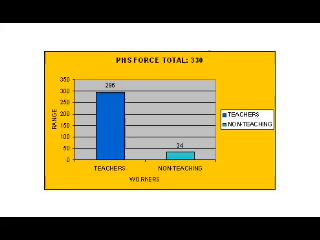 PHS FORCE TOTAL: 330
350
300
250
200
150
100
50
0
RANGE
296
34
TEACHERS
NON-TEACHING
WORKERS
TEACHERS
NON-TEACHING